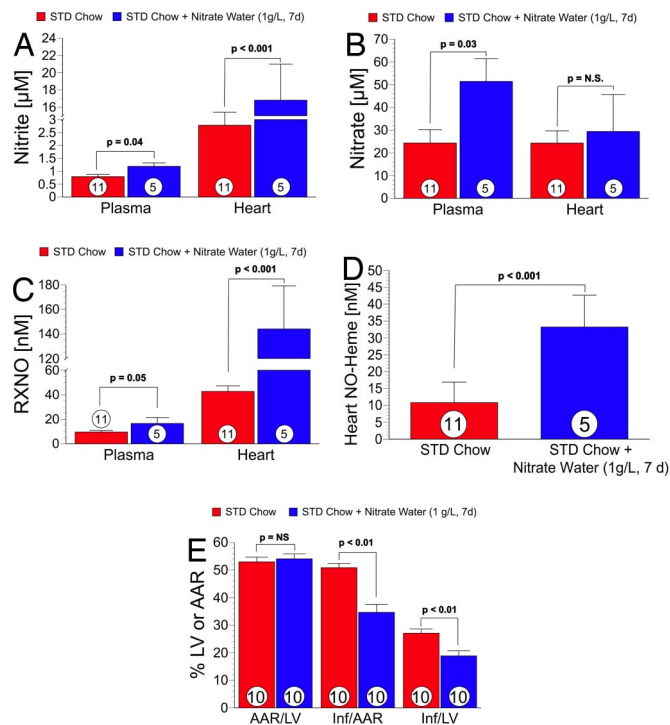 STD Chow STD Chow + Nitrate Water (1g/L, 7d)
A
Nitrite [µM]
24
22
20
18
16
14
3
2.5
2
1.5
1
0.5
0
p = 0.04
p < 0.001
11
5
11
5
Plasma Heart
STD Chow STD Chow + Nitrate Water (1g/L, 7d)
B
Nitrate [µM]
70
60
50
40
30
20
10
0
p = 0.03
p = N.S.
11
5
11
5
Plasma Heart
STD Chow STD Chow + Nitrate Water (1g/L, 7d)
C
RXNO [nM]
180
160
140
120
60
40
20
0
p = 0.05
p < 0.001
11
5
11
5
Plasma Heart
D
Heart NO-Heme [nM]
50
45
40
35
30
25
20
15
10
5
0
p < 0.001
11
5
STD Chow STD Chow +
Nitrate Water (1g/L, 7 d)
STD Chow STD Chow + Nitrate Water (1 g/L, 7d)
E
% LV or AAR
60
50
40
30
20
10
0
p = NS
p < 0.01
p < 0.01
10
10
10
10
10
10
AAR/LV Inf/AAR Inf/LV